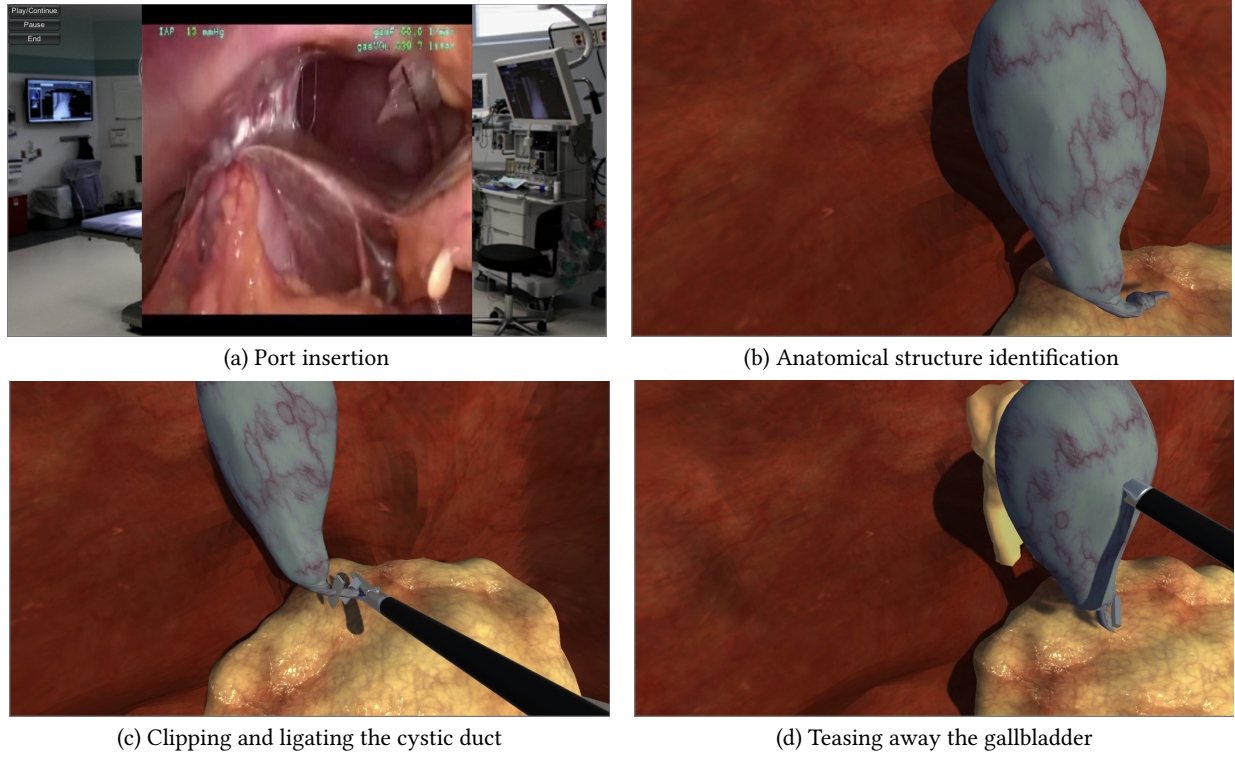 Play/Continue
Pause
End
IAP 13 mmHg
(a) Port insertion
(b) Anatomical structure identification
(c) Clipping and ligating the cystic duct
(d) Teasing away the gallbladder